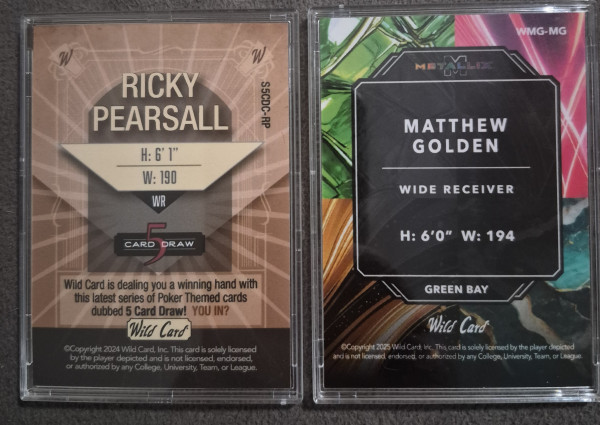 W
W
S5CDC-RP
RICKY
PEARSALL
H: 6' 1"
W: 190
WR
5
CARD DRAW
Wild Card is dealing you a winning hand with
this latest series of Poker Themed cards
dubbed 5 Card Draw! YOU IN?
Wild Card
©Copyright 2024 Wild Card, Inc. This card is solely licensed
by the player depicted and is not licensed, endorsed,
or authorized by any College, University, Team, or League.
WMG-MG
M
METALLIX
MATTHEW
GOLDEN
WIDE RECEIVER
H: 6'0" W: 194
GREEN BAY
Wild Card
©Copyright 2025 Wild Card, Inc. This card is solely licensed by the player depicted
and is not licensed, endorsed,
or authorized by any College, University, Team, or League.